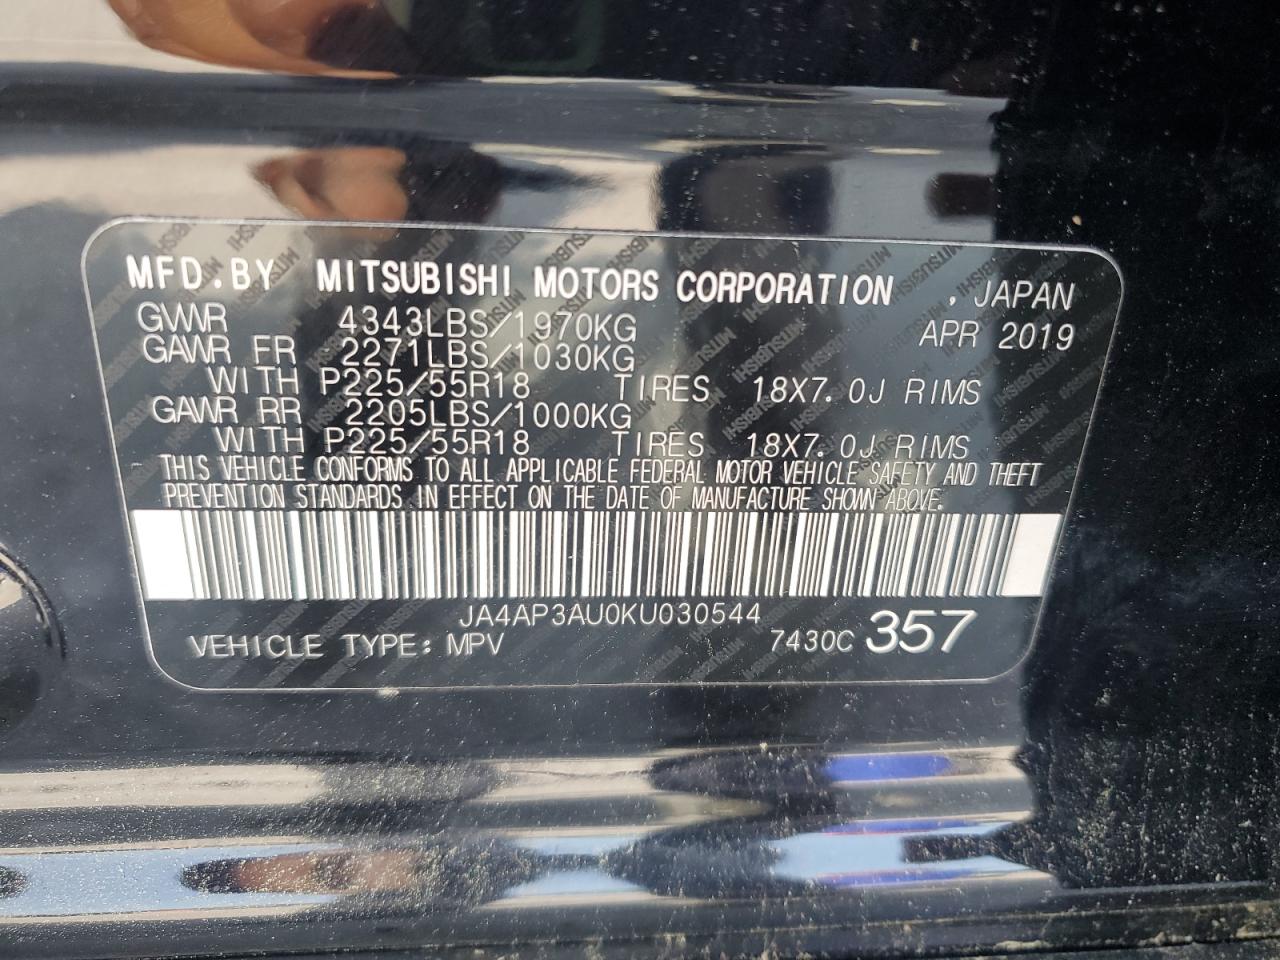 MFD.BY MITSUBISHI MOTORS CORPORATION , JAPAN
GVWR 4343LBS/1970KG APR 2019
GAWR FR 2271LBS/1030KG
WITH P225/55R18 TIRES 18X7.0J RIMS
GAWR RR 2205LBS/1000KG
WITH P225/55R18 TIRES 18X7.0J RIMS
THIS VEHICLE CONFORMS TO ALL APPLICABLE FEDERAL MOTOR VEHICLE SAFETY AND THEFT
PREVENTION STANDARDS IN EFFECT ON THE DATE OF MANUFACTURE SHOWN ABOVE.
JA4AP3AU0KU030544
VEHICLE TYPE: MPV 7430C 357